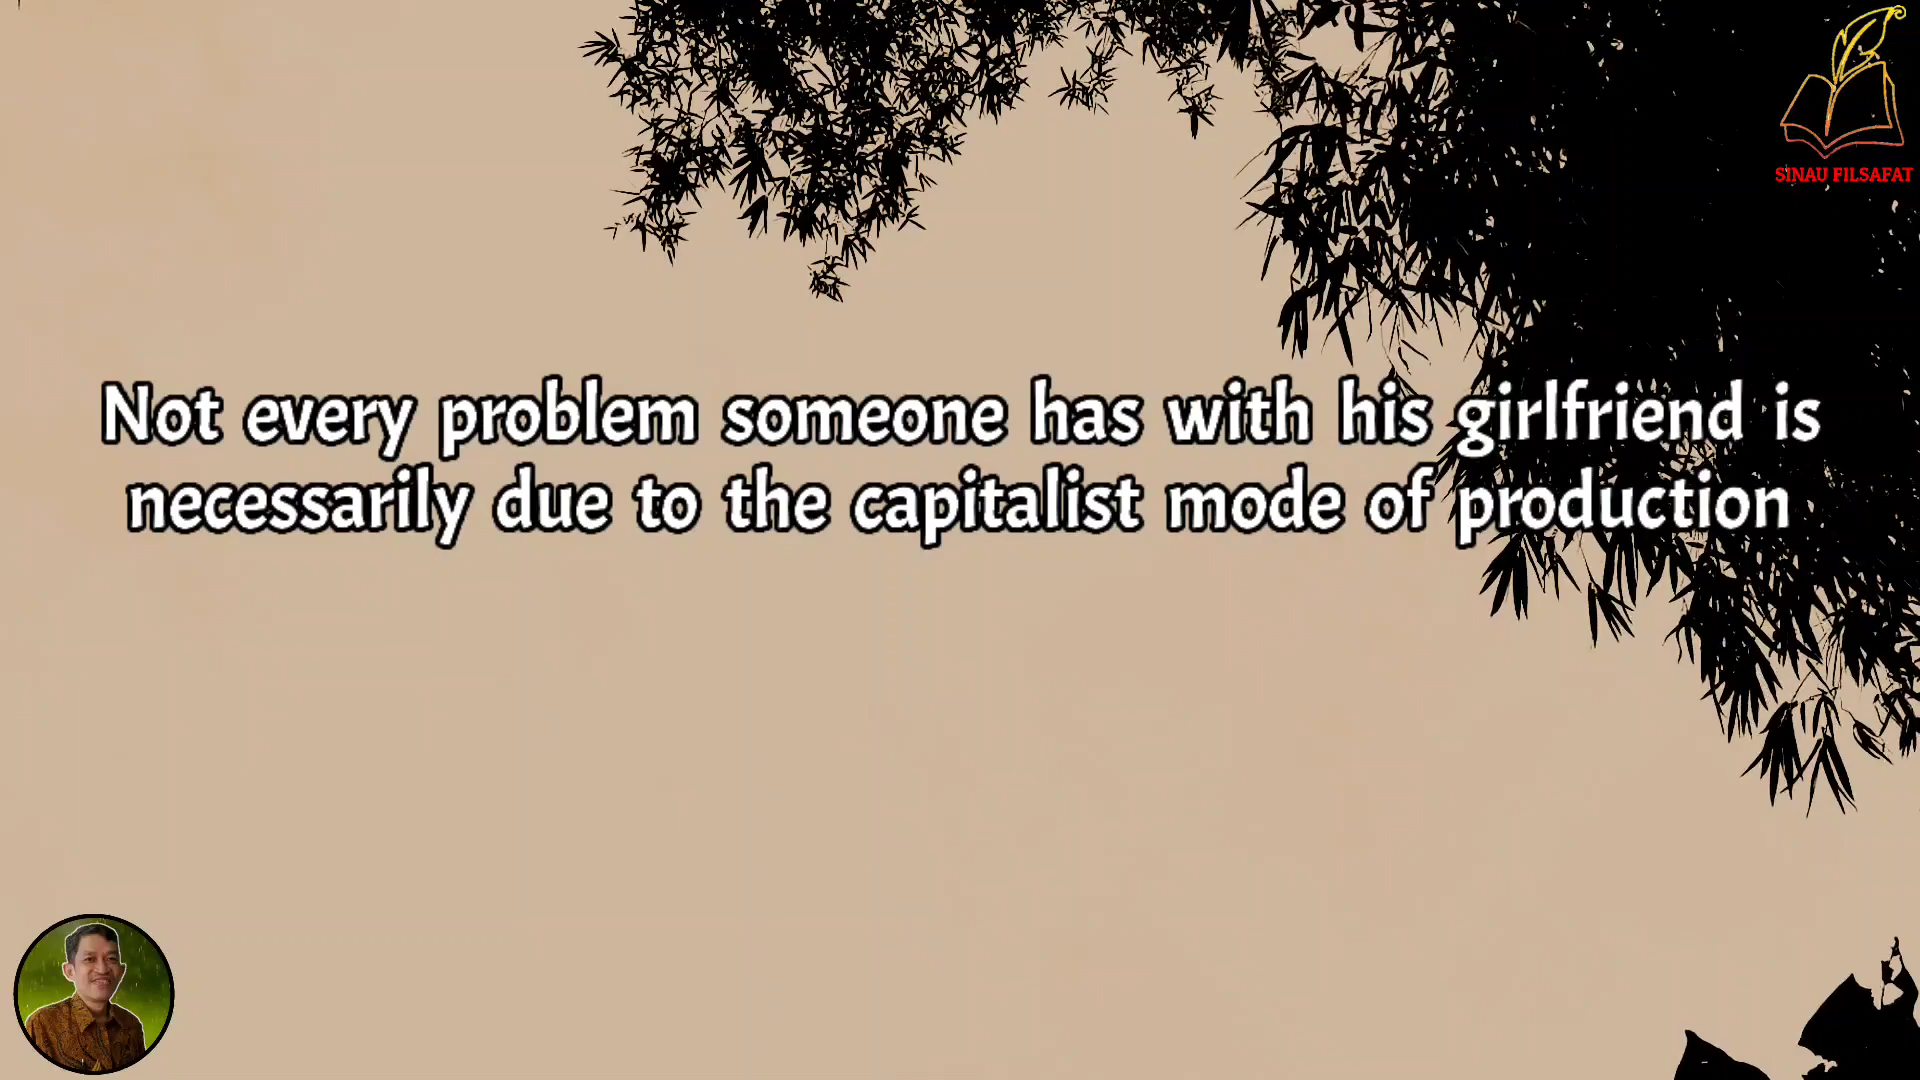 SINAU FILSAFAT
Not every problem someone has with his girlfriend is
necessarily due to the capitalist mode of production